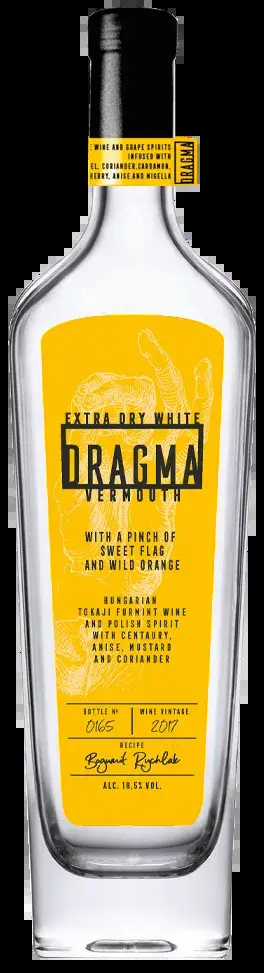 WINE AND GRAPE SPIRITS
INFUSED WITH
EL, CORIANDER, CARDAMON,
HERRY, ANISE AND NIGELLA
DRAGMA
EXTRA DRY WHITE
DRAGMA
VERMOUTH
WITH A PINCH OF
SWEET FLAG
AND WILD ORANGE
HUNGARIAN
TOKAJI FURMINT WINE
AND POLISH SPIRIT
WITH CENTAURY,
ANISE, MUSTARD
AND CORIANDER
BOTTLE Nº WINE VINTAGE
0165 2017
RECIPE
Bogumił Rychlak
ALC. 18,5% VOL.